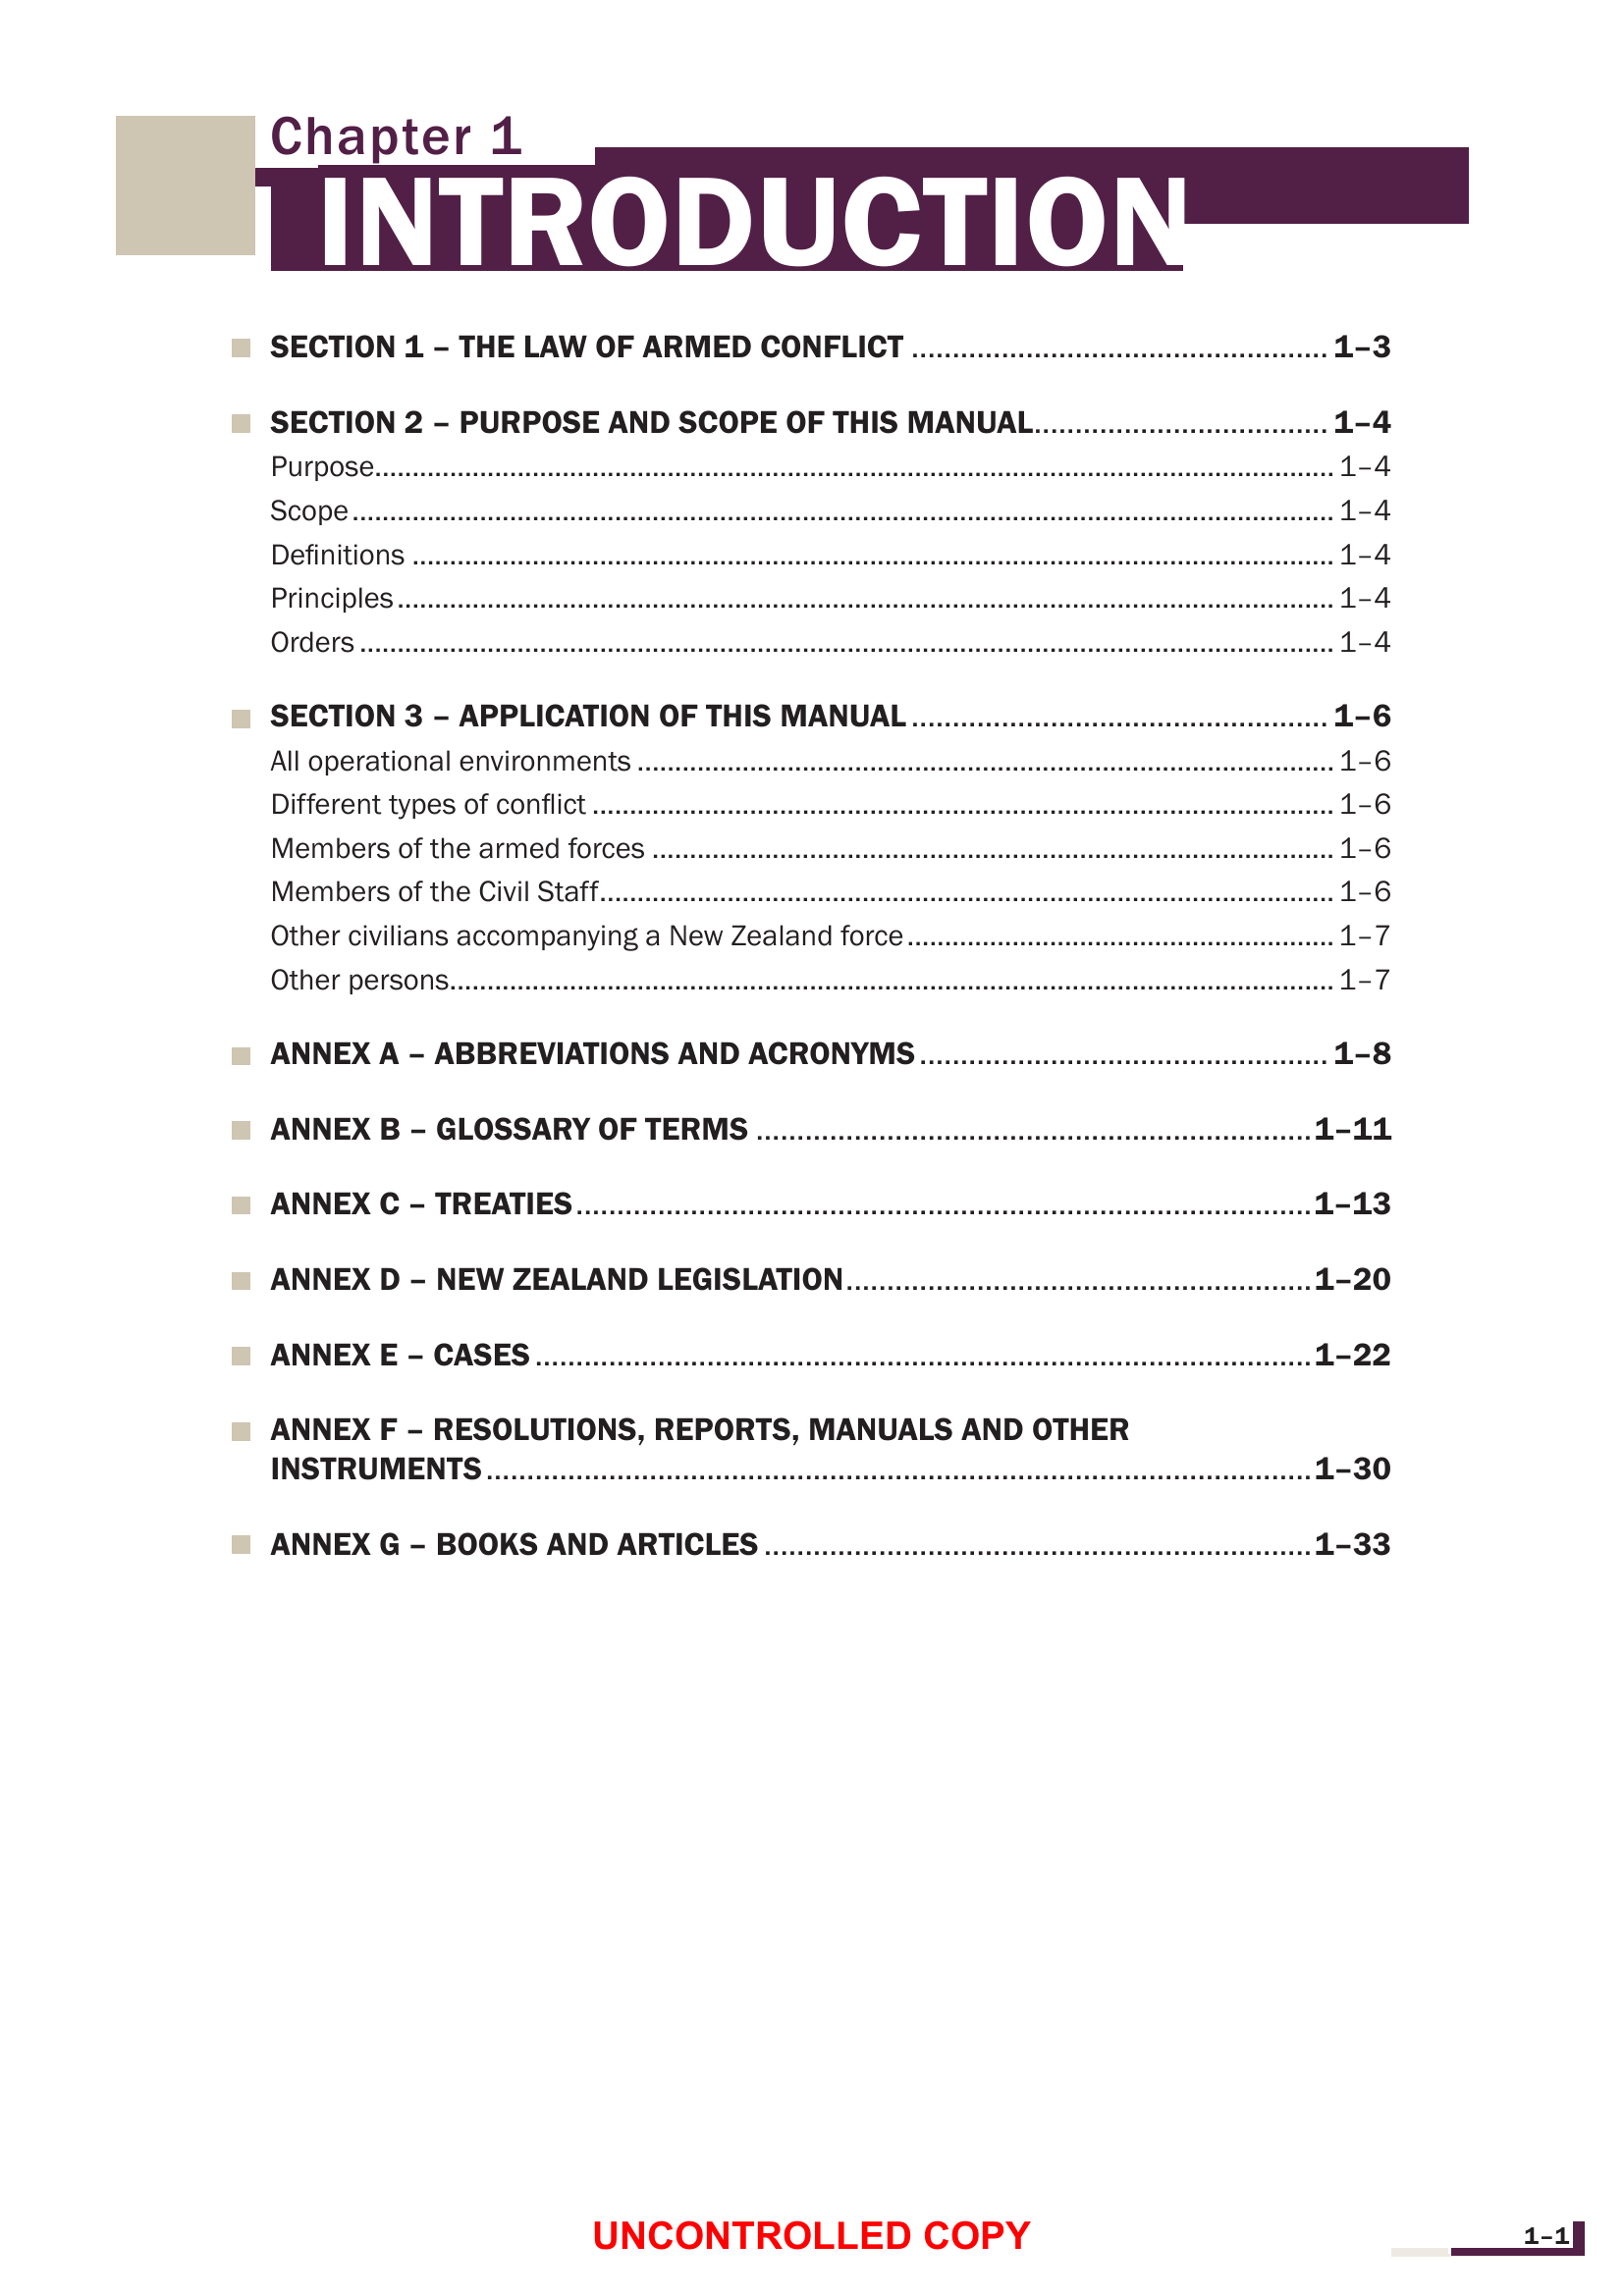 Chapter 1
INTRODUCTION
SECTION 1 – THE LAW OF ARMED CONFLICT ................................................... 1–3
SECTION 2 – PURPOSE AND SCOPE OF THIS MANUAL.................................... 1–4
Purpose................................................................................................................................ 1–4
Scope................................................................................................................................... 1–4
Definitions ........................................................................................................................... 1–4
Principles............................................................................................................................. 1–4
Orders.................................................................................................................................. 1–4
SECTION 3 – APPLICATION OF THIS MANUAL ................................................... 1–6
All operational environments ............................................................................................. 1–6
Different types of conflict ................................................................................................... 1–6
Members of the armed forces ........................................................................................... 1–6
Members of the Civil Staff.................................................................................................. 1–6
Other civilians accompanying a New Zealand force......................................................... 1–7
Other persons...................................................................................................................... 1–7
ANNEX A – ABBREVIATIONS AND ACRONYMS.................................................. 1–8
ANNEX B – GLOSSARY OF TERMS ....................................................................1–11
ANNEX C – TREATIES..........................................................................................1–13
ANNEX D – NEW ZEALAND LEGISLATION.........................................................1–20
ANNEX E – CASES ...............................................................................................1–22
ANNEX F – RESOLUTIONS, REPORTS, MANUALS AND OTHER
INSTRUMENTS.....................................................................................................1–30
ANNEX G – BOOKS AND ARTICLES ...................................................................1–33
UNCONTROLLED COPY
1–1